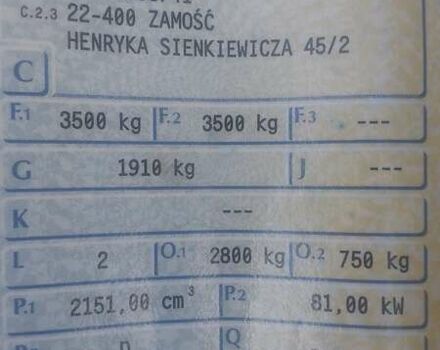 C.2.3 22-400 ZAMOŚĆ
HENRYKA SIENKIEWICZA 45/2
C
F.1 3500 kg F.2 3500 kg F.3 ---
G 1910 kg J ---
K ---
L 2 O.1 2800 kg O.2 750 kg
P.1 2151,00 cm³ P.2 81,00 kW
Q